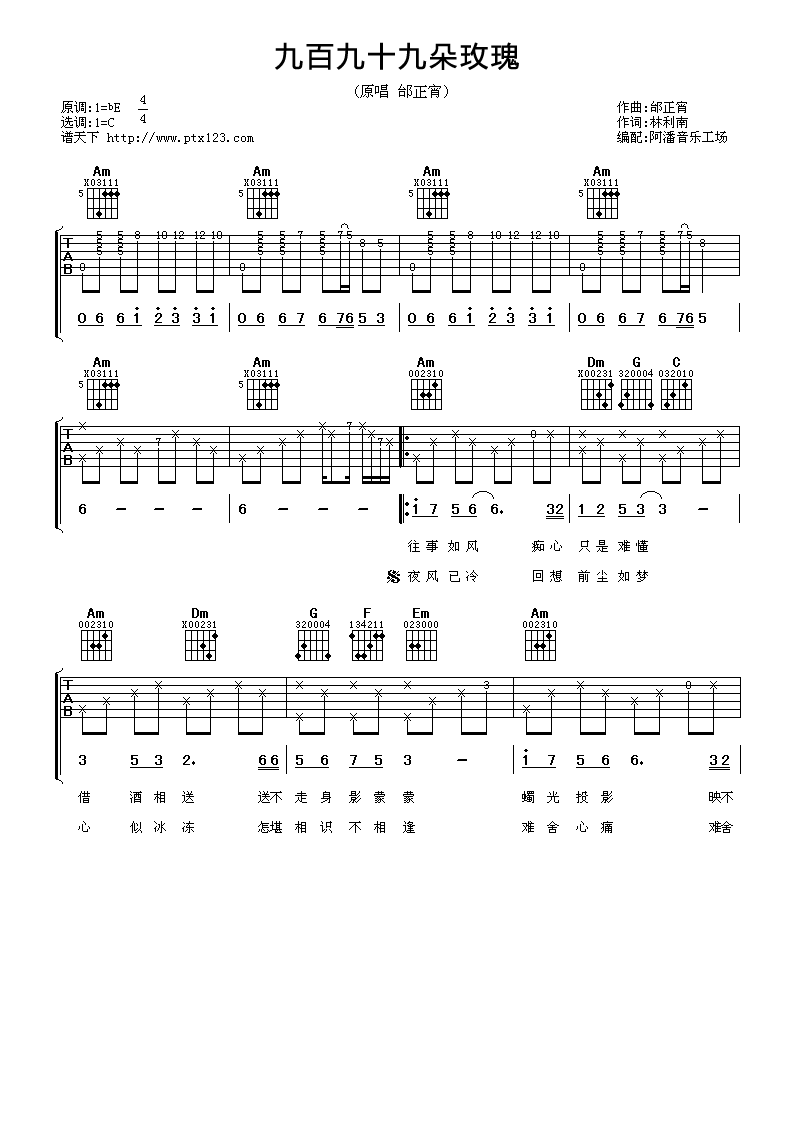 九百九十九朵玫瑰
(原唱 邰正宵)
原调:1=bE 4/4
选调:1=C
谱天下 http://www.ptx123.com
作曲:邰正宵
作词:林利南
编配:阿潘音乐工场
Am Am Am Am
X03111 X03111 X03111 X03111
5 5 5 5
T A B
0 6 6 1 2 3 3 1 0 6 6 7 6 7653 0 6 6 1 2 3 3 1 0 6 6 7 6 765
Am Am Am Dm G C
X03111 X03111 002310 X00231 320004 032010
5 5
T A B
6 - - - 6 - - - 1 7 5 6 6. 32 1 2 5 3 3 -
往事如风 痴心 只是难懂
夜风已冷 回想 前尘如梦
Am Dm G F Em Am
002310 X00231 320004 134211 023000 002310
T A B
3 5 3 2. 66 5 6 7 5 3 - 1 7 5 6 6. 32
借 酒相送 送不 走身影蒙蒙 蠋光投影 映不
心 似冰冻 怎堪 相识不相逢 难舍心痛 难舍